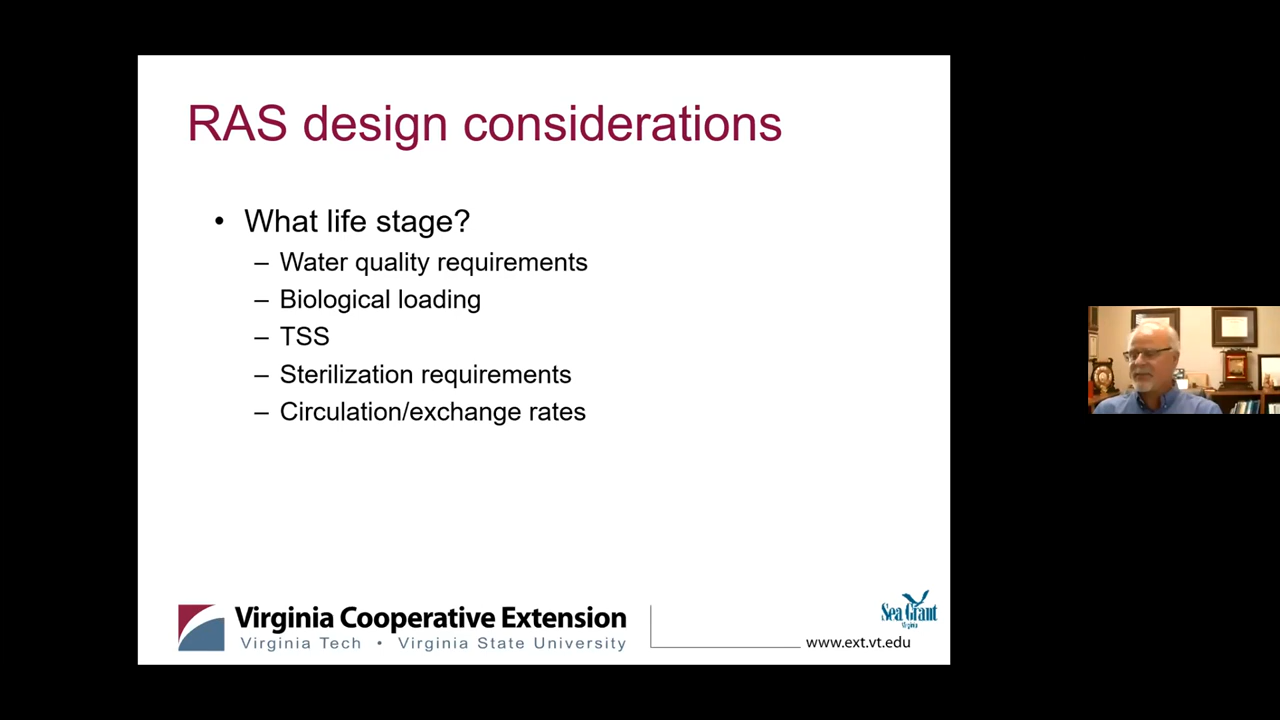 RAS design considerations
• What life stage?
– Water quality requirements
– Biological loading
– TSS
– Sterilization requirements
– Circulation/exchange rates
Virginia Cooperative Extension
Virginia Tech • Virginia State University
Sea Grant
Virginia
www.ext.vt.edu